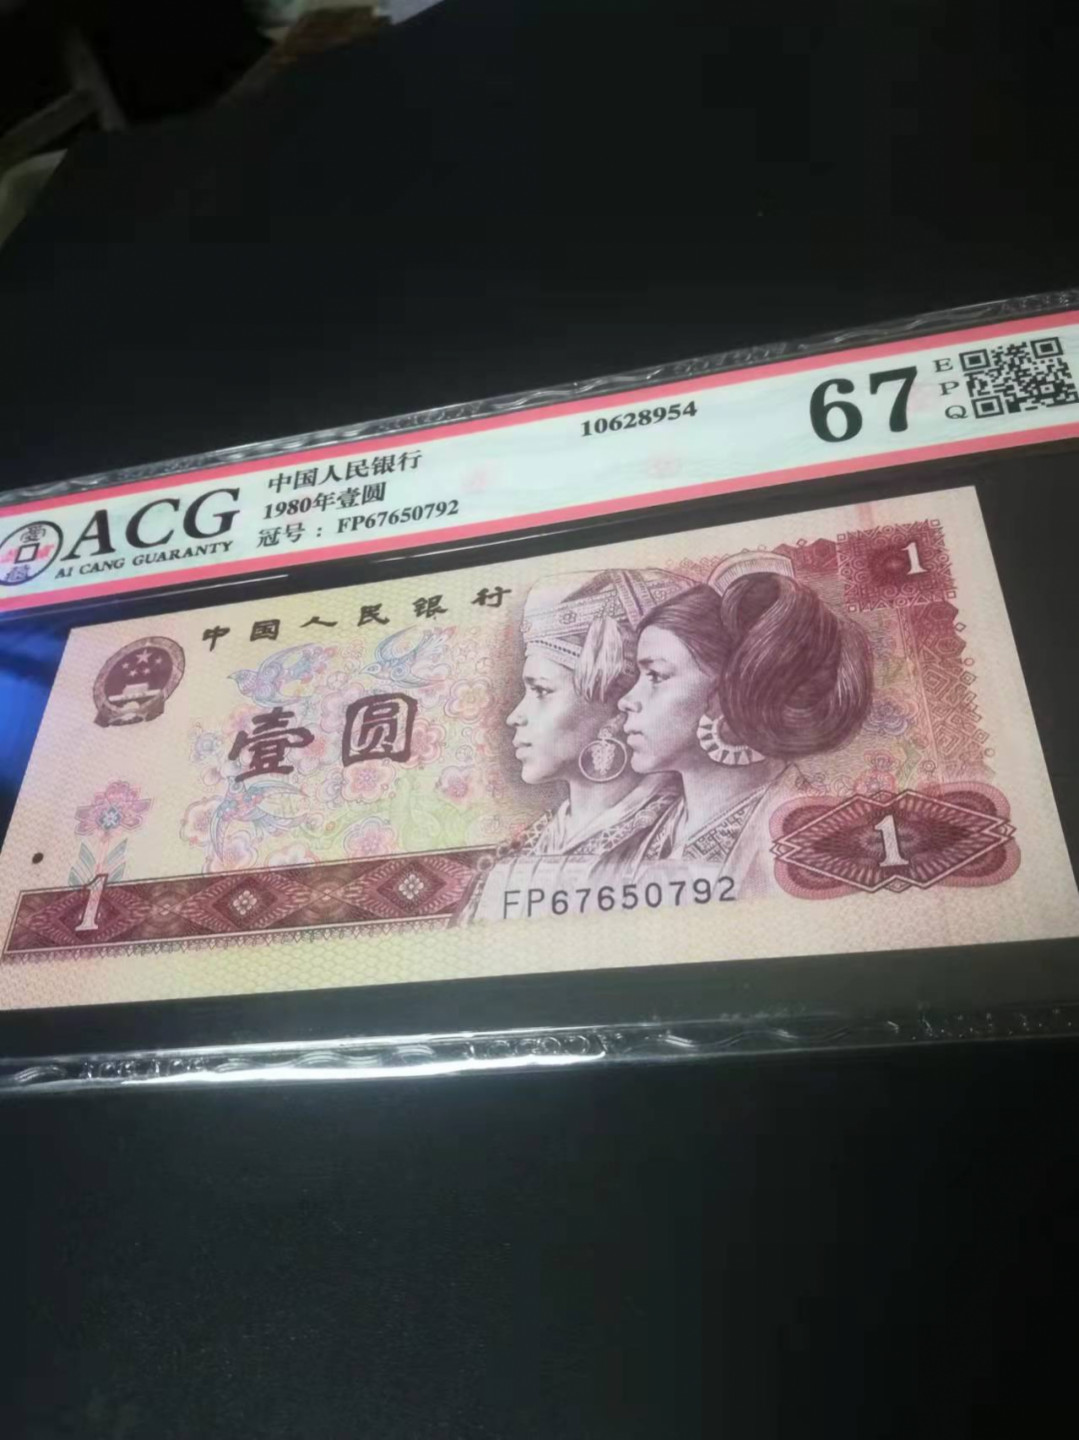 ACG
AI CANG GUARANTY
中国人民银行
1980年壹圆
冠号：FP67650792
10628954
67
EPQ
中国人民银行
壹圆
1
1
1
FP67650792